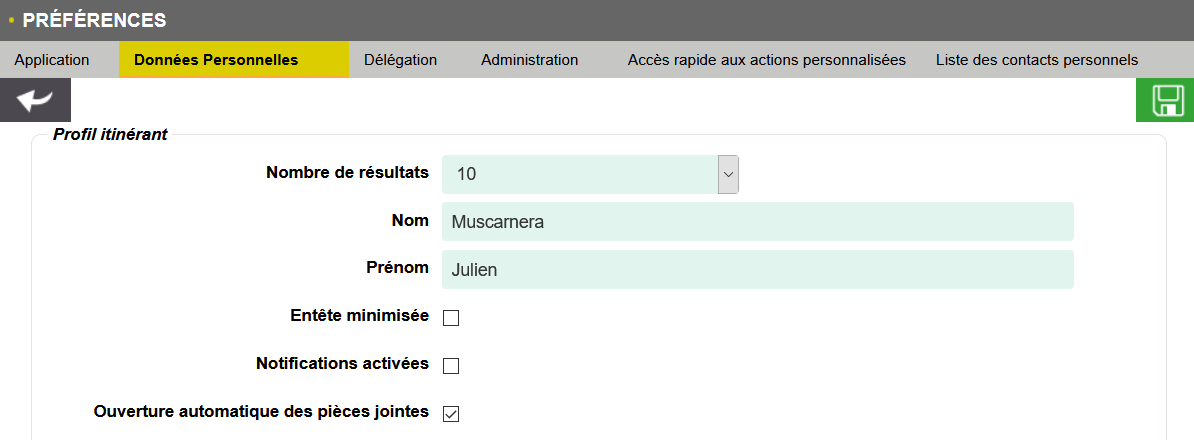 PRÉFÉRENCES
Application Données Personnelles Délégation Administration Accès rapide aux actions personnalisées Liste des contacts personnels
Profil itinérant
Nombre de résultats 10
Nom Muscarnera
Prénom Julien
Entête minimisée
Notifications activées
Ouverture automatique des pièces jointes